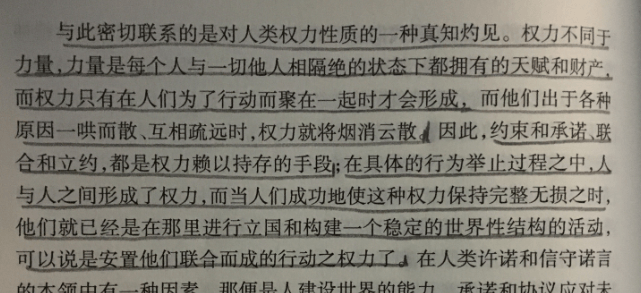 与此密切联系的是对人类权力性质的一种真知灼见。权力不同于
力量，力量是每个人与一切他人相隔绝的状态下都拥有的天赋和财产，
而权力只有在人们为了行动而聚在一起时才会形成，而他们出于各种
原因一哄而散、互相疏远时，权力就将烟消云散。因此，约束和承诺、联
合和立约，都是权力赖以持存的手段；在具体的行为举止过程之中，人
与人之间形成了权力，而当人们成功地使这种权力保持完整无损之时，
他们就已经是在那里进行立国和构建一个稳定的世界性结构的活动，
可以说是安置他们联合而成的行动之权力了。在人类许诺和信守诺言
的本领中有一种因素，那便是人建设世界的能力。承诺和协议应对未